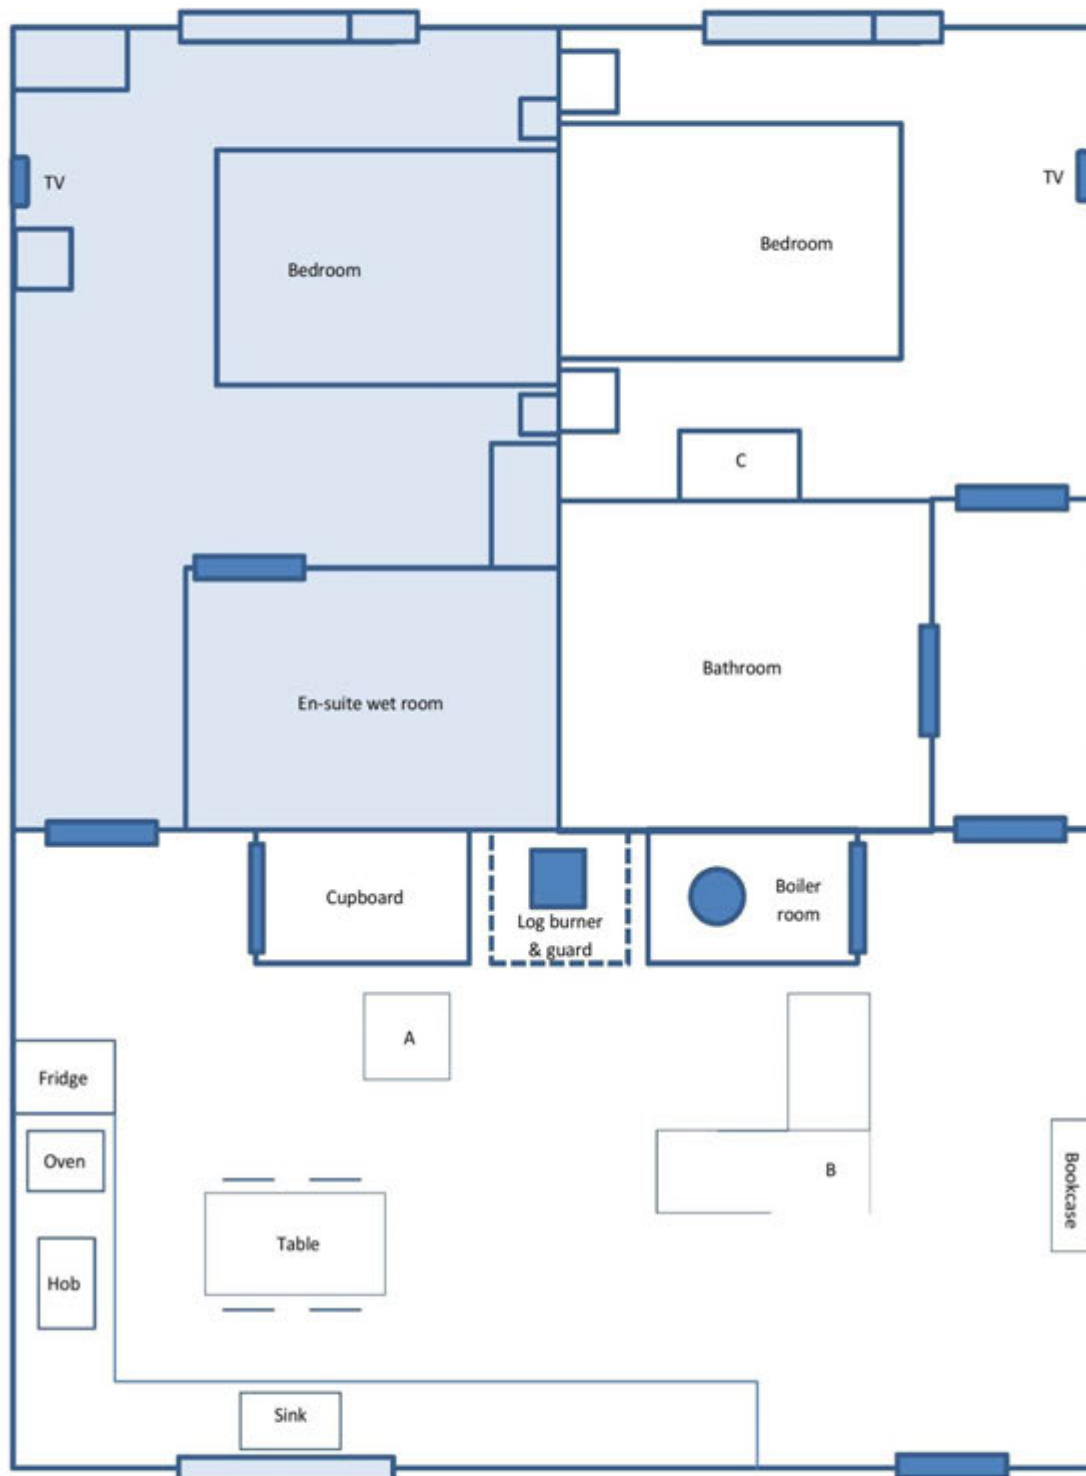 TV
TV
Bedroom
Bedroom
C
Bathroom
En-suite wet room
Cupboard
Boiler
room
Log burner
& guard
A
Fridge
Oven
B
Bookcase
Table
Hob
Sink